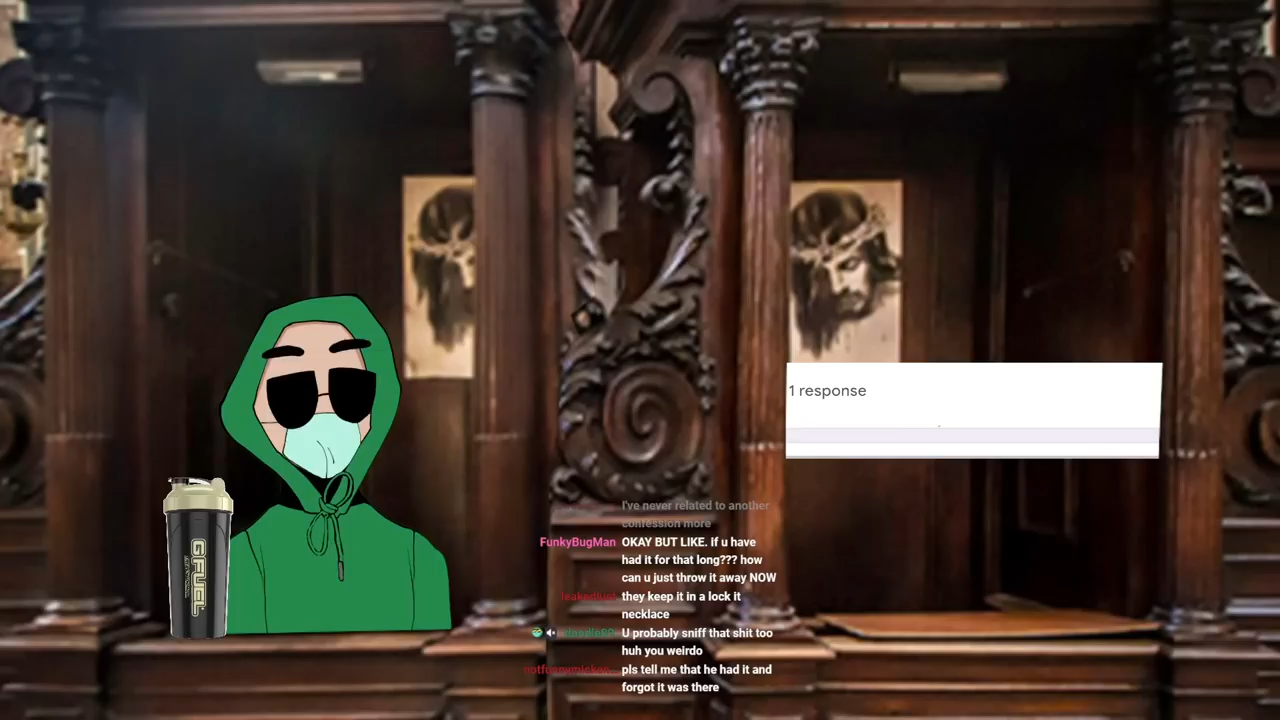 1 response
I've never related to another
confession more
FunkyBugMan OKAY BUT LIKE. if u have
had it for that long??? how
can u just throw it away NOW
they keep it in a lock it
necklace
U probably sniff that shit too
huh you weirdo
pls tell me that he had it and
forgot it was there
GFUEL